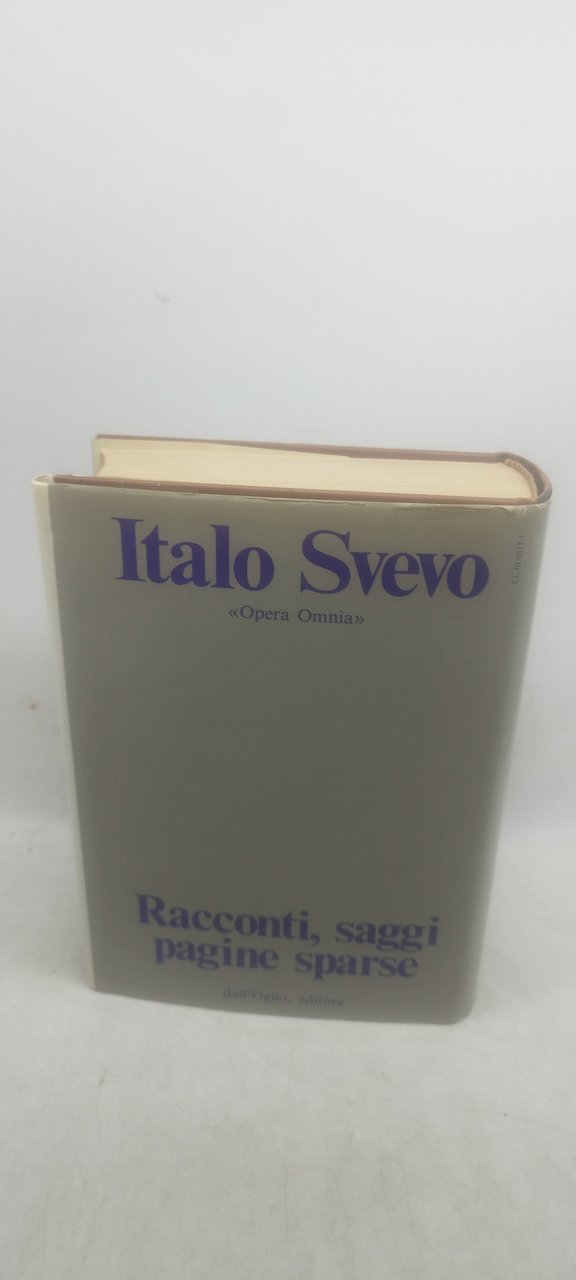 Italo Svevo
«Opera Omnia»
Racconti, saggi
pagine sparse
dall'Oglio, editore